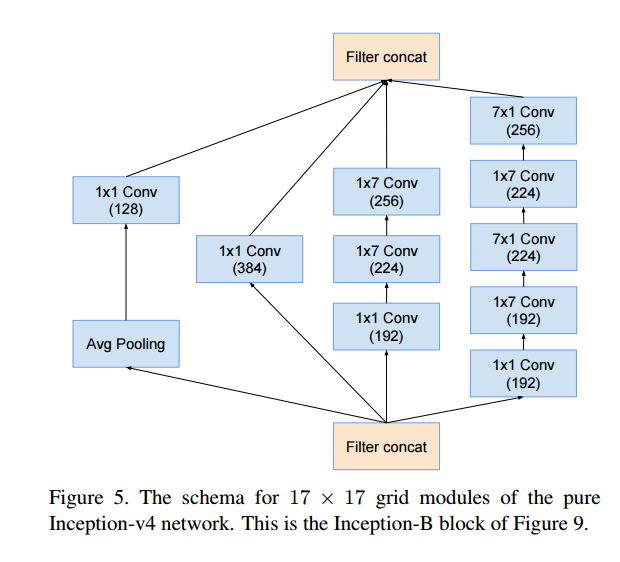 Filter concat
7x1 Conv
(256)
1x1 Conv
(128)
1x7 Conv
(256)
1x7 Conv
(224)
1x1 Conv
(384)
1x7 Conv
(224)
7x1 Conv
(224)
Avg Pooling
1x1 Conv
(192)
1x7 Conv
(192)
1x1 Conv
(192)
Filter concat
Figure 5. The schema for 17 × 17 grid modules of the pure
Inception-v4 network. This is the Inception-B block of Figure 9.